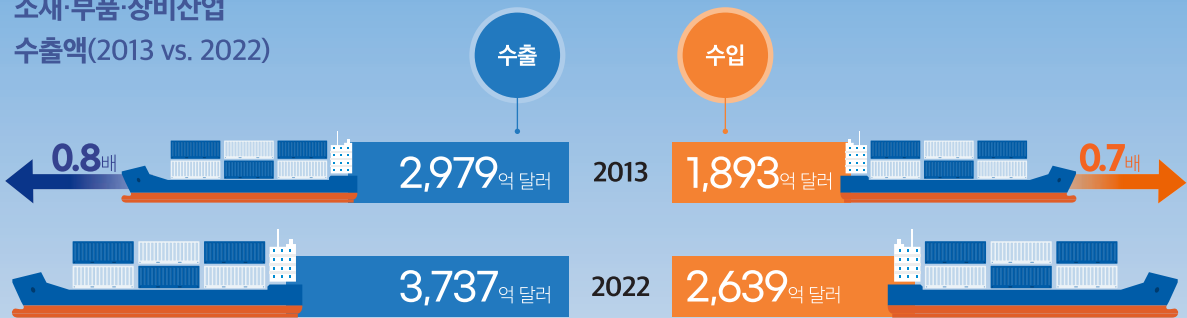 소재·부품·장비산업
수출액(2013 vs. 2022)
수출
수입
0.8배
2,979억 달러
2013
1,893억 달러
0.7배
3,737억 달러
2022
2,639억 달러